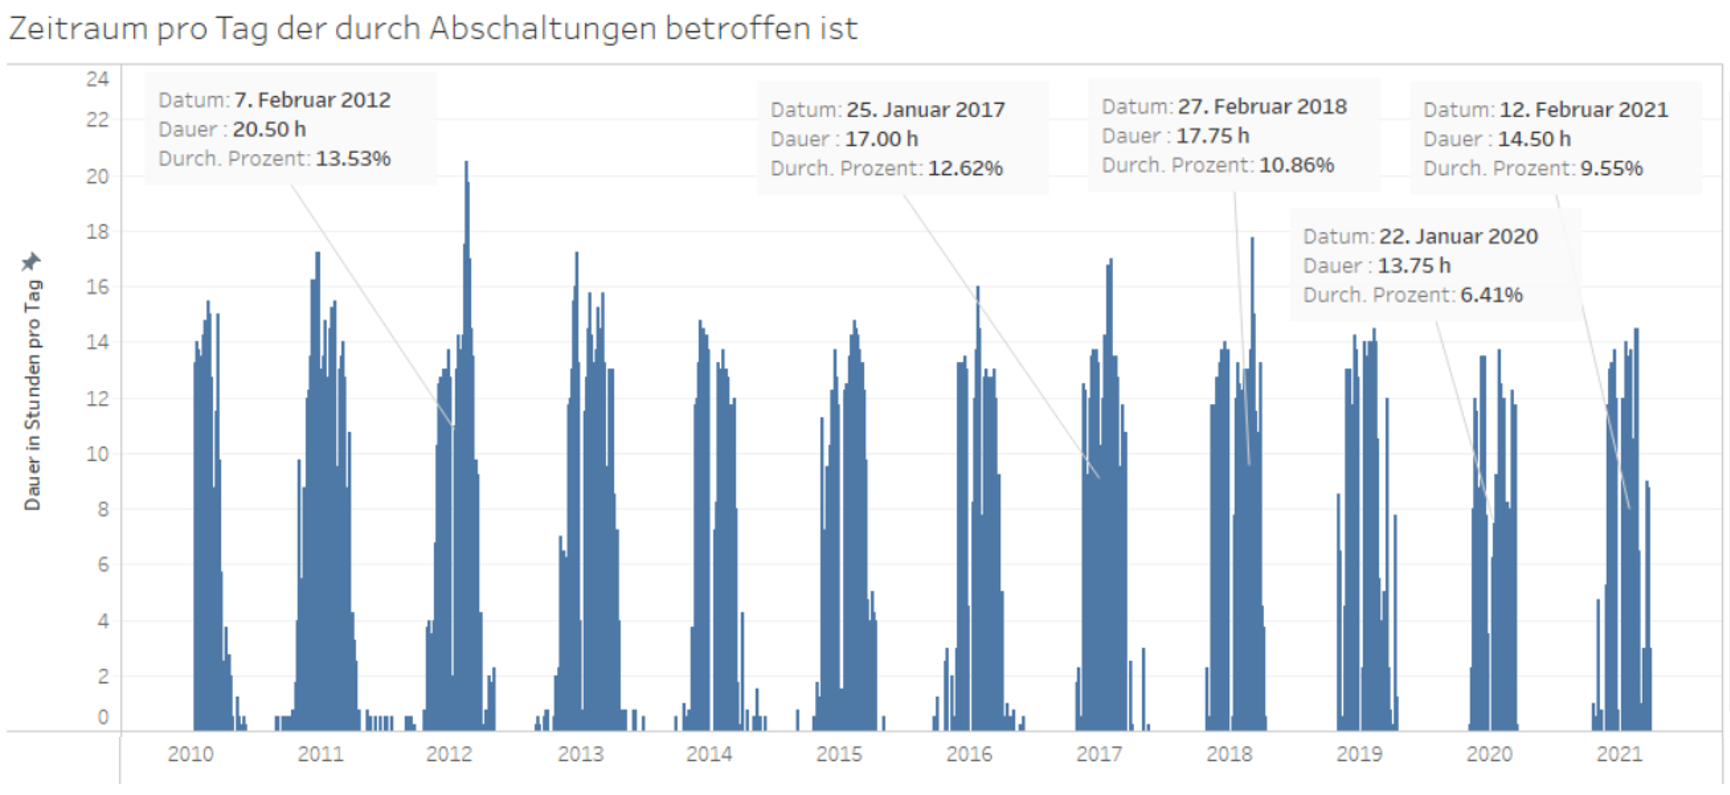 Zeitraum pro Tag der durch Abschaltungen betroffen ist
Datum: 7. Februar 2012
Dauer : 20.50 h
Durch. Prozent: 13.53%
Datum: 25. Januar 2017
Dauer : 17.00 h
Durch. Prozent: 12.62%
Datum: 27. Februar 2018
Dauer : 17.75 h
Durch. Prozent: 10.86%
Datum: 12. Februar 2021
Dauer : 14.50 h
Durch. Prozent: 9.55%
Datum: 22. Januar 2020
Dauer : 13.75 h
Durch. Prozent: 6.41%
Dauer in Stunden pro Tag
24
22
20
18
16
14
12
10
8
6
4
2
0
2010 2011 2012 2013 2014 2015 2016 2017 2018 2019 2020 2021